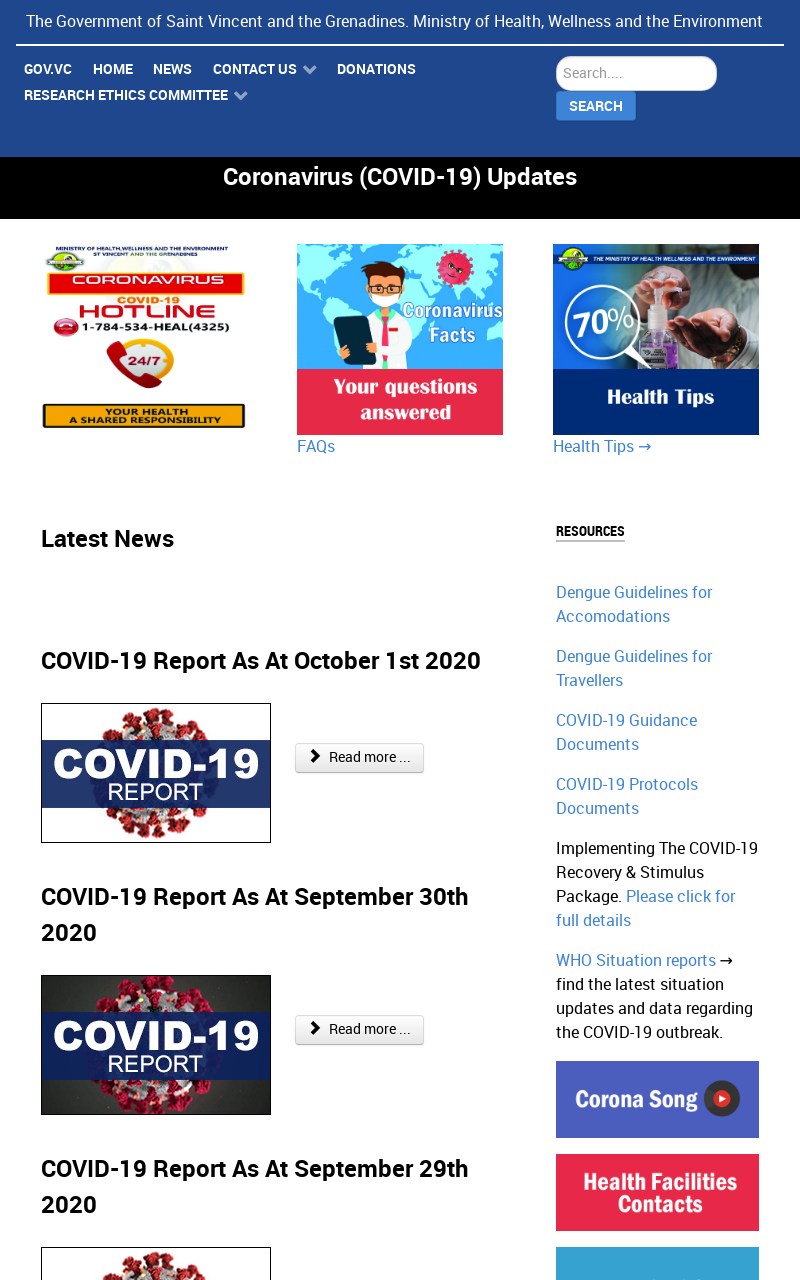 The Government of Saint Vincent and the Grenadines. Ministry of Health, Wellness and the Environment
GOV.VC HOME NEWS CONTACT US DONATIONS
RESEARCH ETHICS COMMITTEE
Search....
SEARCH
Coronavirus (COVID-19) Updates
MINISTRY OF HEALTH,WELLNESS AND THE ENVIRONMENT
ST VINCENT AND THE GRENADINES
CORONAVIRUS
COVID-19
HOTLINE
1-784-534-HEAL(4325)
24/7
YOUR HEALTH
A SHARED RESPONSIBILITY
Coronavirus
Facts
Your questions
answered
FAQs
THE MINISTRY OF HEALTH WELLNESS AND THE ENVIRONMENT
70%
Health Tips
Health Tips →
Latest News
COVID-19 Report As At October 1st 2020
COVID-19
REPORT
Read more ...
COVID-19 Report As At September 30th
2020
COVID-19
REPORT
Read more ...
COVID-19 Report As At September 29th
2020
RESOURCES
Dengue Guidelines for
Accomodations
Dengue Guidelines for
Travellers
COVID-19 Guidance
Documents
COVID-19 Protocols
Documents
Implementing The COVID-19
Recovery & Stimulus
Package. Please click for
full details
WHO Situation reports →
find the latest situation
updates and data regarding
the COVID-19 outbreak.
Corona Song
Health Facilities
Contacts